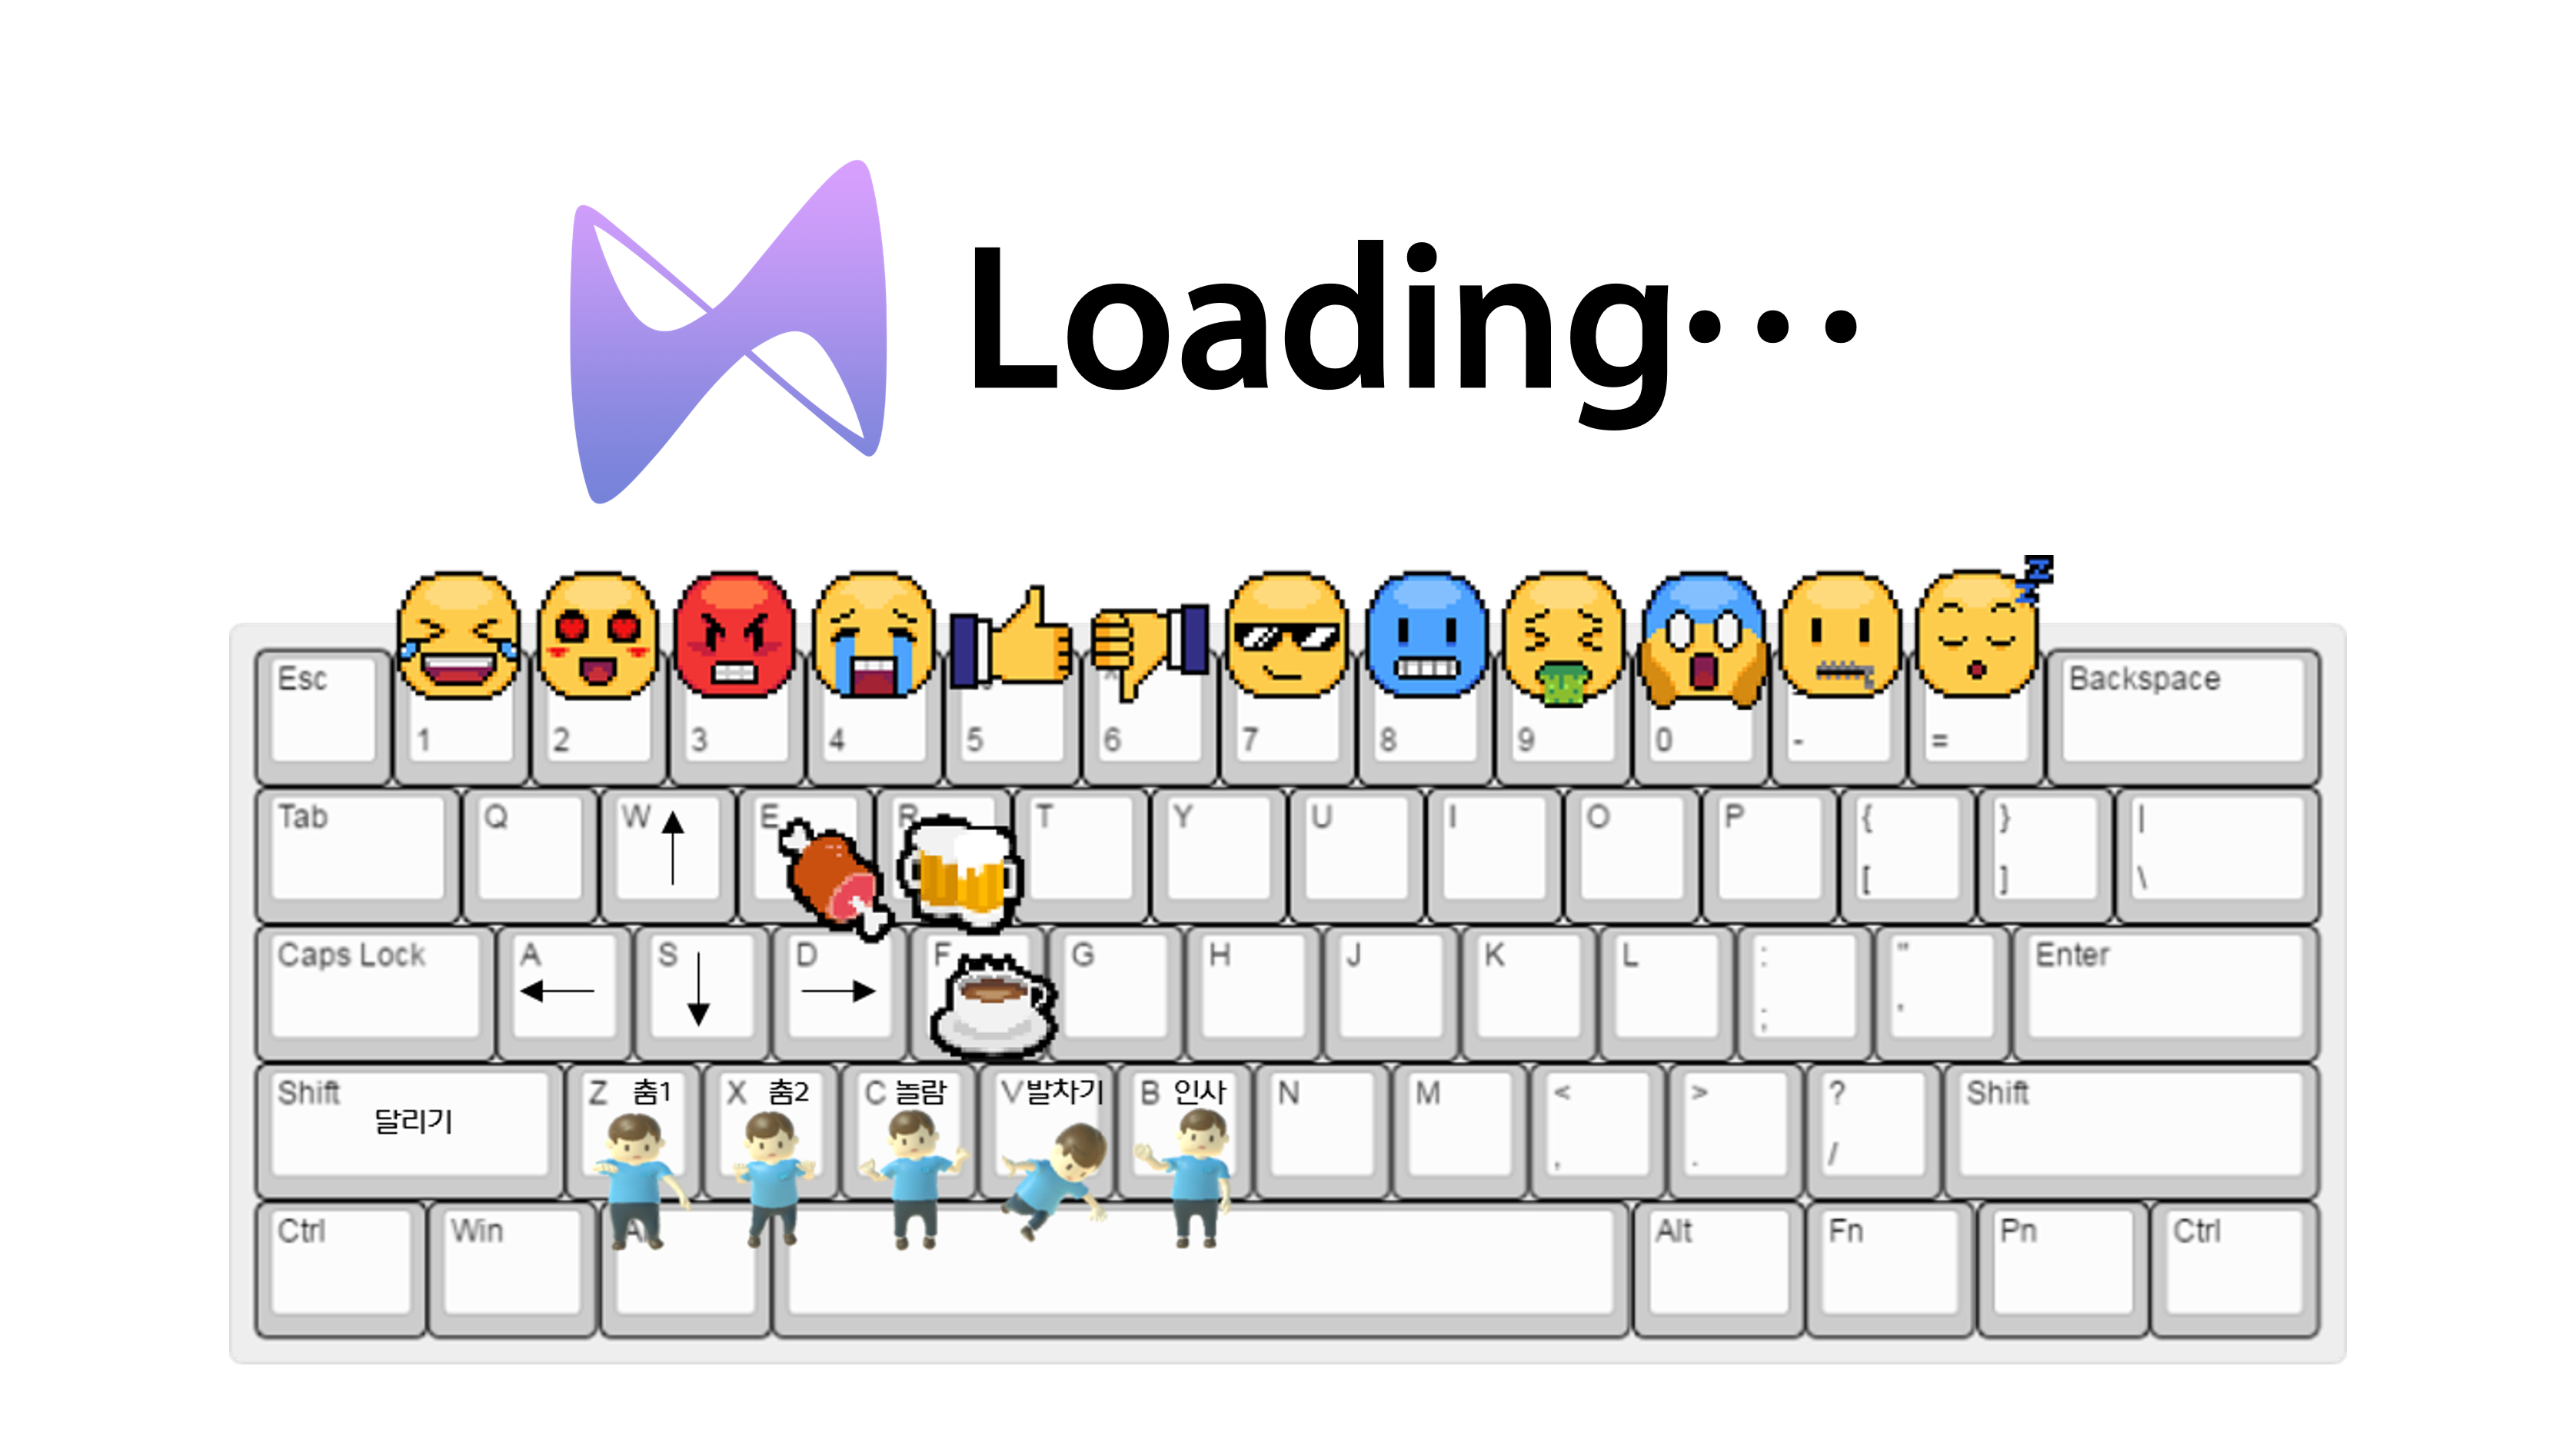 Loading···
Esc 1 2 3 4 5 6 7 8 9 0 - = Backspace
Tab Q W E R T Y U I O P { [ } ] | \
Caps Lock A S D F G H J K L : ; " ' Enter
Shift 달리기 Z 춤1 X 춤2 C 놀람 V 발차기 B 인사 N M < , > . ? / Shift
Ctrl Win Alt Fn Pn Ctrl